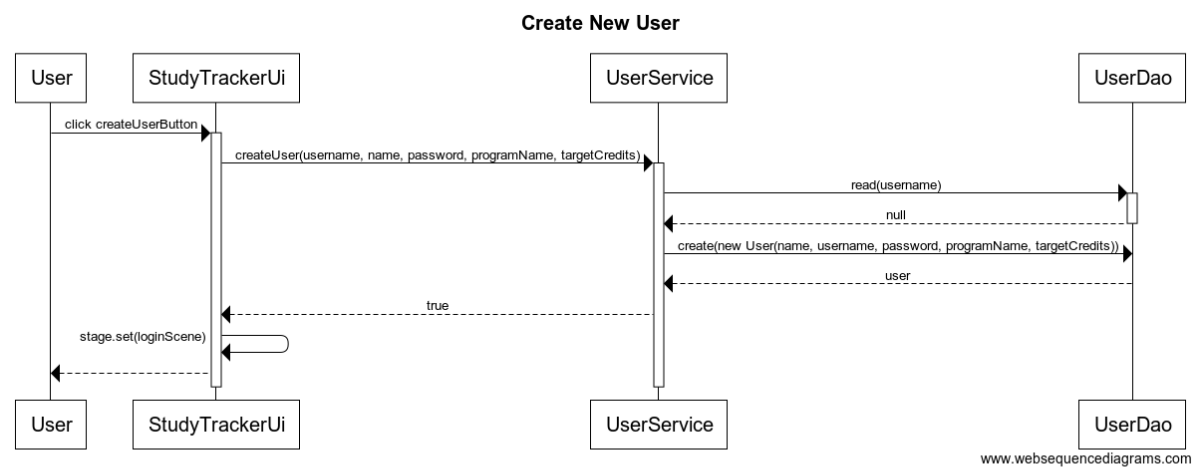 Create New User
User StudyTrackerUi UserService UserDao
click createUserButton
createUser(username, name, password, programName, targetCredits)
read(username)
null
create(new User(name, username, password, programName, targetCredits))
user
true
stage.set(loginScene)
User StudyTrackerUi UserService UserDao
www.websequencediagrams.com